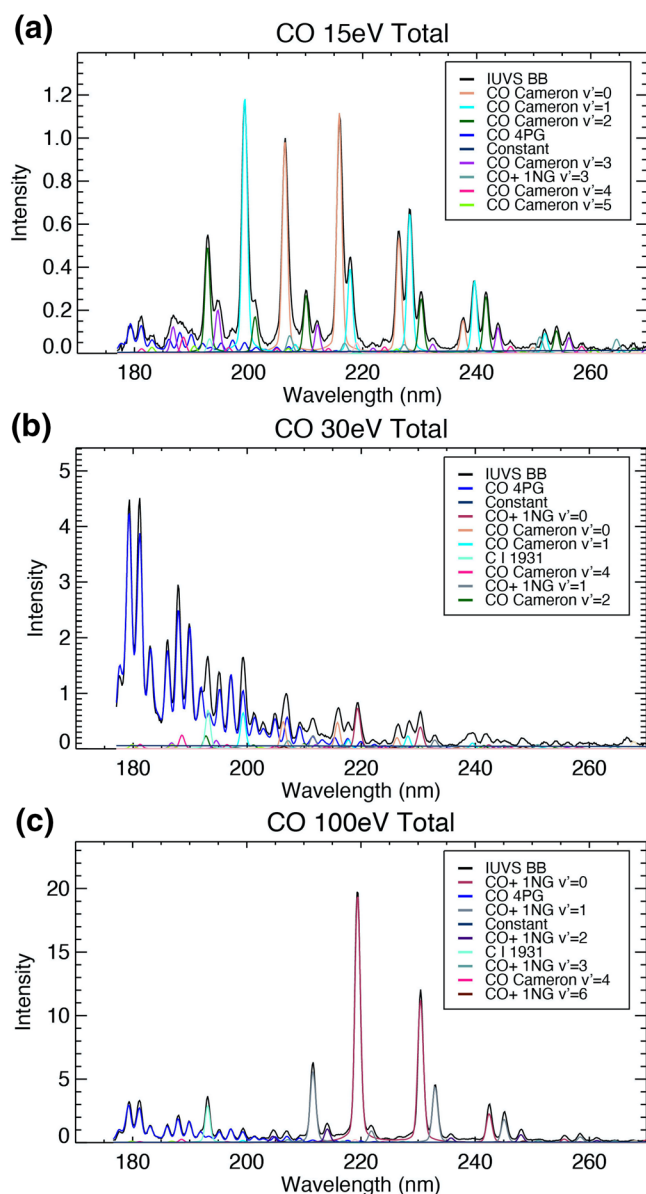 (a)
CO 15eV Total
IUVS BB
CO Cameron v'=0
CO Cameron v'=1
CO Cameron v'=2
CO 4PG
Constant
CO Cameron v'=3
CO+ 1NG v'=3
CO Cameron v'=4
CO Cameron v'=5
1.2
1.0
0.8
0.6
0.4
0.2
0.0
Intensity
180 200 220 240 260
Wavelength (nm)
(b)
CO 30eV Total
IUVS BB
CO 4PG
Constant
CO+ 1NG v'=0
CO Cameron v'=0
CO Cameron v'=1
C I 1931
CO Cameron v'=4
CO+ 1NG v'=1
CO Cameron v'=2
5
4
3
2
1
0
Intensity
180 200 220 240 260
Wavelength (nm)
(c)
CO 100eV Total
IUVS BB
CO+ 1NG v'=0
CO 4PG
CO+ 1NG v'=1
Constant
CO+ 1NG v'=2
C I 1931
CO+ 1NG v'=3
CO Cameron v'=4
CO+ 1NG v'=6
20
15
10
5
0
Intensity
180 200 220 240 260
Wavelength (nm)